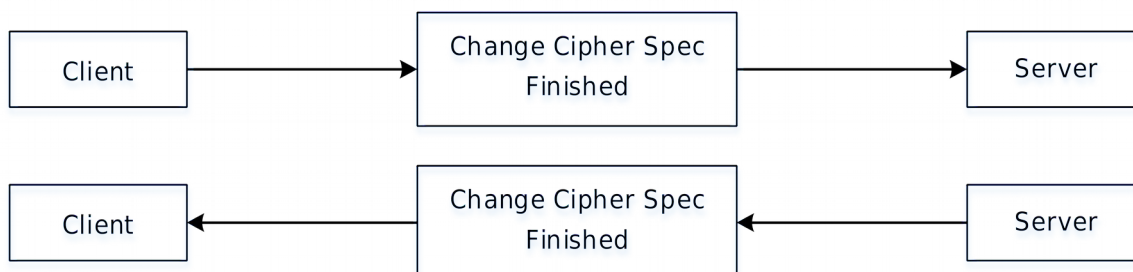 Client
Change Cipher Spec
Finished
Server
Client
Change Cipher Spec
Finished
Server